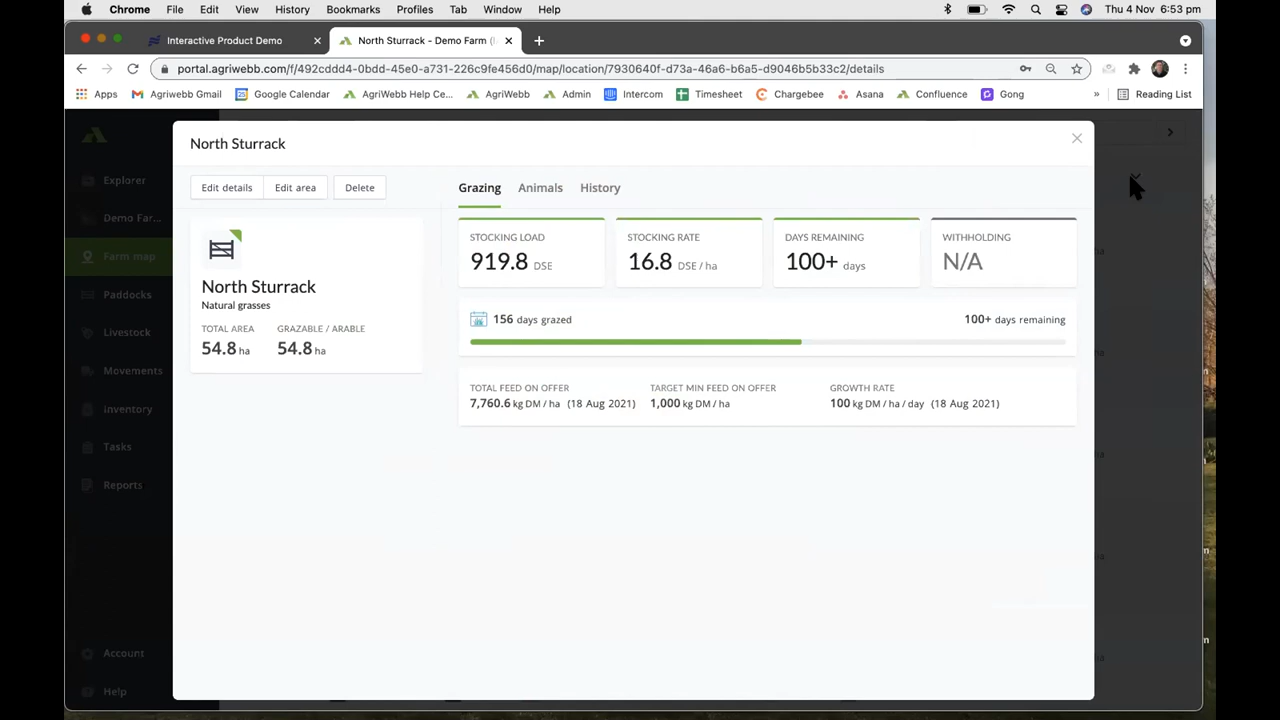 Chrome File Edit View History Bookmarks Profiles Tab Window Help Thu 4 Nov 6:53 pm
Interactive Product Demo
North Sturrack - Demo Farm (
portal.agriwebb.com/f/492cddd4-0bdd-45e0-a731-226c9fe456d0/map/location/7930640f-d73a-46a6-b6a5-d9046b5b33c2/details
Apps Agriwebb Gmail Google Calendar AgriWebb Help Ce... AgriWebb Admin Intercom Timesheet Chargebee Asana Confluence Gong » Reading List
North Sturrack
Explorer
Demo Far...
Farm map
Paddocks
Livestock
Movements
Inventory
Tasks
Reports
Account
Help
Edit details Edit area Delete
North Sturrack
Natural grasses
TOTAL AREA GRAZABLE / ARABLE
54.8 ha 54.8 ha
Grazing Animals History
STOCKING LOAD STOCKING RATE DAYS REMAINING WITHHOLDING
919.8 DSE 16.8 DSE / ha 100+ days N/A
156 days grazed 100+ days remaining
TOTAL FEED ON OFFER TARGET MIN FEED ON OFFER GROWTH RATE
7,760.6 kg DM / ha (18 Aug 2021) 1,000 kg DM / ha 100 kg DM / ha / day (18 Aug 2021)